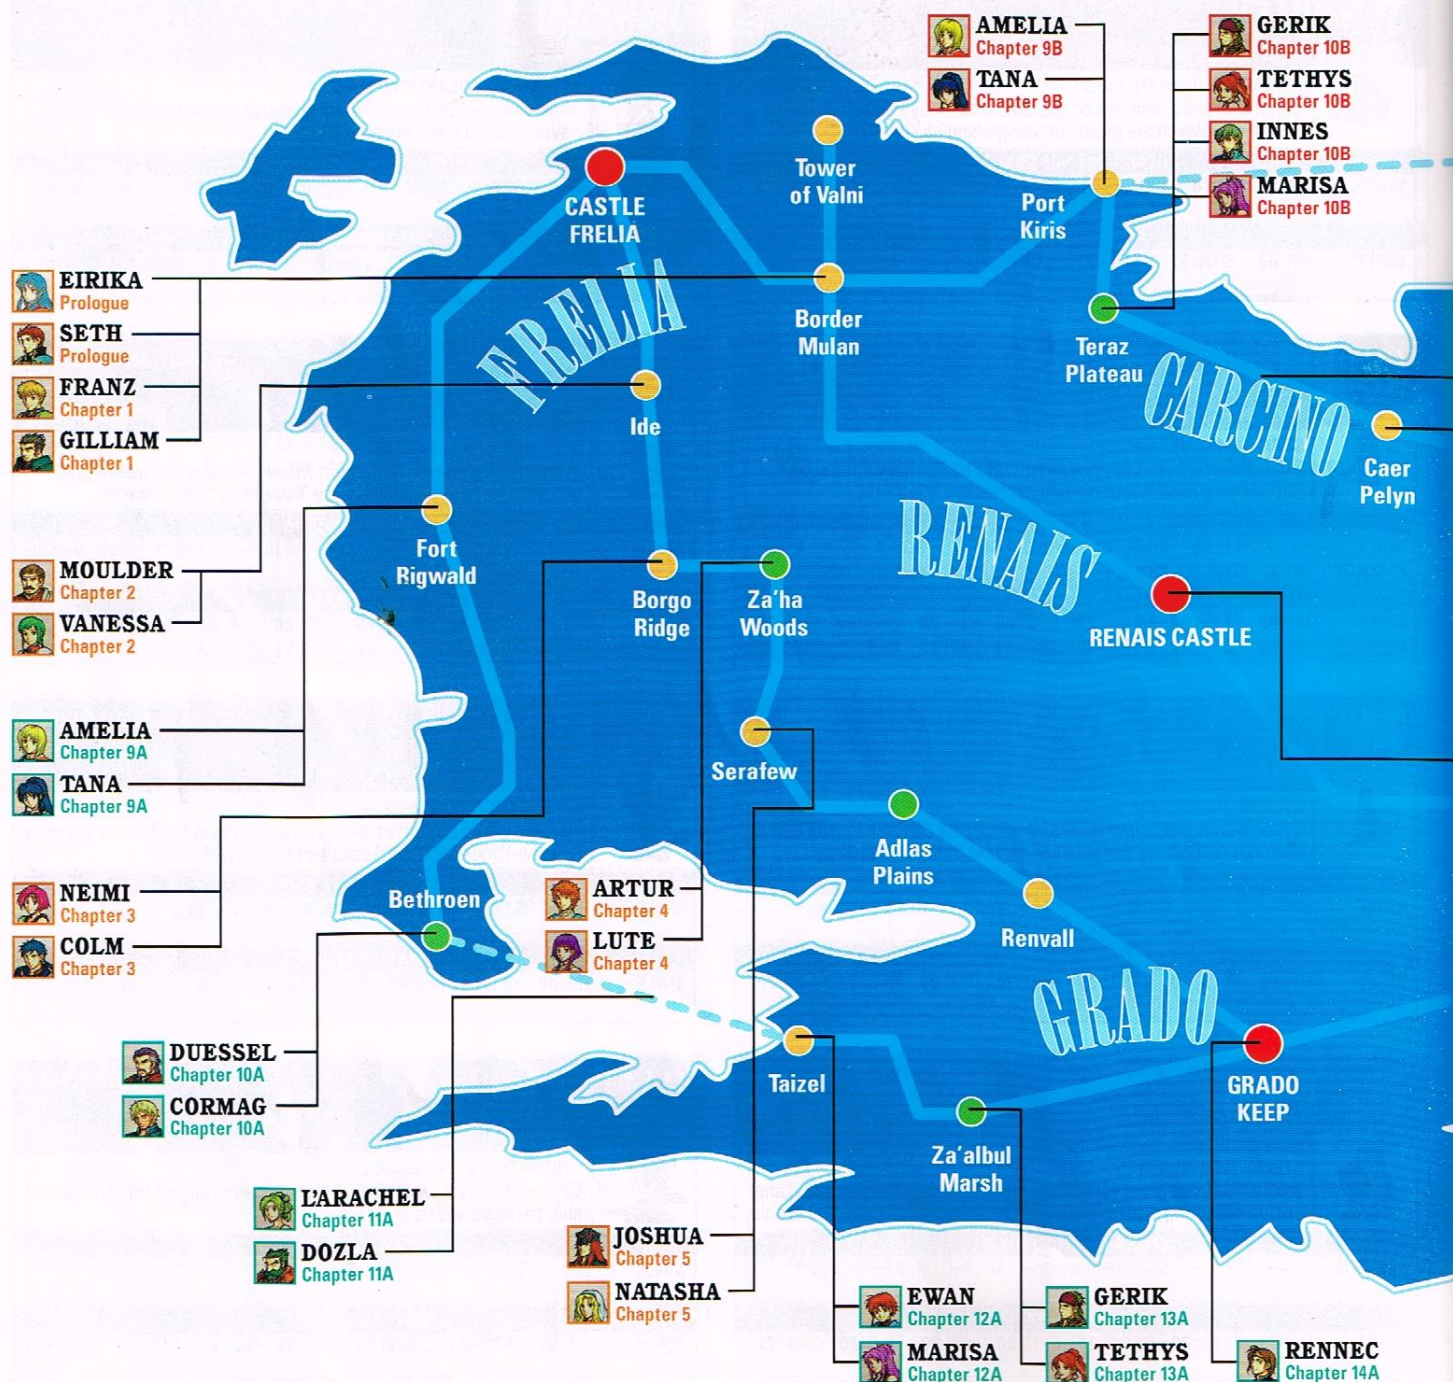 AMELIA
Chapter 9B
TANA
Chapter 9B
GERIK
Chapter 10B
TETHYS
Chapter 10B
INNES
Chapter 10B
MARISA
Chapter 10B
CASTLE
FRELIA
Tower
of Valni
Port
Kiris
EIRIKA
Prologue
SETH
Prologue
FRANZ
Chapter 1
GILLIAM
Chapter 1
FRELIA
Border
Mulan
Teraz
Plateau
CARCINO
Ide
Caer
Pelyn
Fort
Rigwald
RENAIS
MOULDER
Chapter 2
VANESSA
Chapter 2
Borgo
Ridge
Za'ha
Woods
RENAIS CASTLE
AMELIA
Chapter 9A
TANA
Chapter 9A
Serafew
Adlas
Plains
NEIMI
Chapter 3
COLM
Chapter 3
Bethroen
ARTUR
Chapter 4
LUTE
Chapter 4
Renvall
GRADO
DUESSEL
Chapter 10A
CORMAG
Chapter 10A
Taizel
GRADO
KEEP
Za'albul
Marsh
L'ARACHEL
Chapter 11A
DOZLA
Chapter 11A
JOSHUA
Chapter 5
NATASHA
Chapter 5
EWAN
Chapter 12A
MARISA
Chapter 12A
GERIK
Chapter 13A
TETHYS
Chapter 13A
RENNEC
Chapter 14A